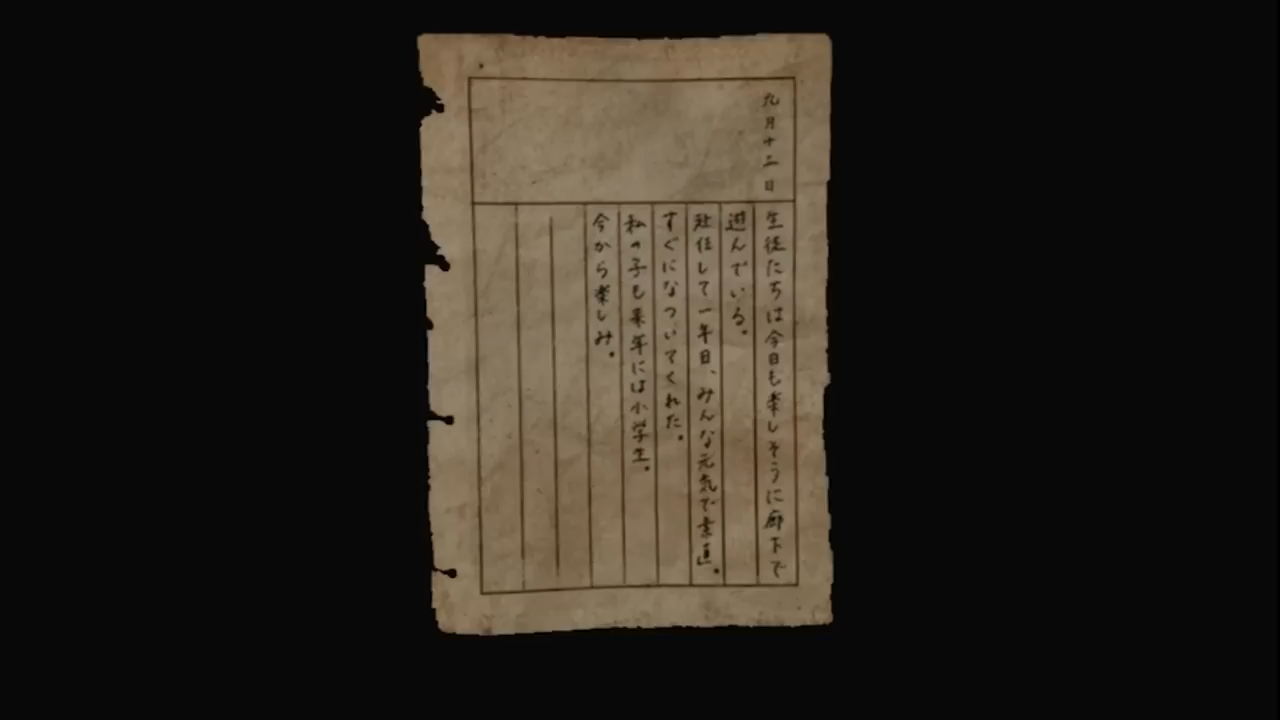 九月十二日
生徒たちは今日も楽しそうに廊下で
遊んでいる。
赴任して一年目、みんな元気で素直。
すぐになついてくれた。
私の子も来年には小学生。
今から楽しみ。